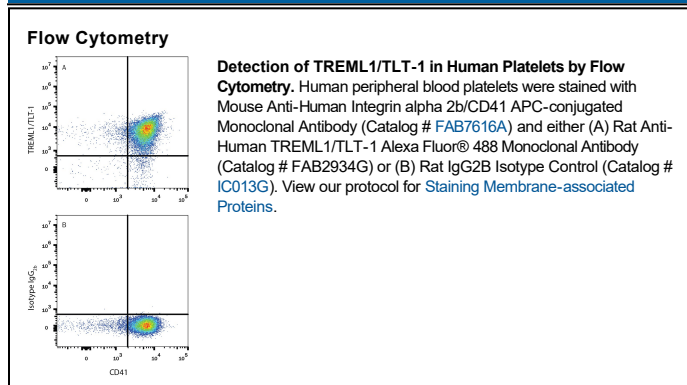 Flow Cytometry
A
10⁷
10⁶
10⁵
10⁴
10³
0
TREML1/TLT-1
0 10³ 10⁴ 10⁵
B
10⁷
10⁶
10⁵
10⁴
10³
0
Isotype IgG₂b
0 10³ 10⁴ 10⁵
CD41
Detection of TREML1/TLT-1 in Human Platelets by Flow
Cytometry. Human peripheral blood platelets were stained with
Mouse Anti-Human Integrin alpha 2b/CD41 APC-conjugated
Monoclonal Antibody (Catalog # FAB7616A) and either (A) Rat Anti-
Human TREML1/TLT-1 Alexa Fluor® 488 Monoclonal Antibody
(Catalog # FAB2934G) or (B) Rat IgG2B Isotype Control (Catalog #
IC013G). View our protocol for Staining Membrane-associated
Proteins.